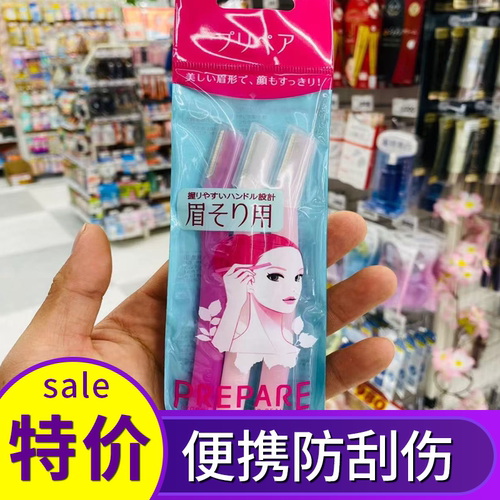 プリペア
美しい眉形で、顔もすっきり!
握りやすいハンドル設計
眉そり用
PREPARE
sale
特价
便携防刮伤